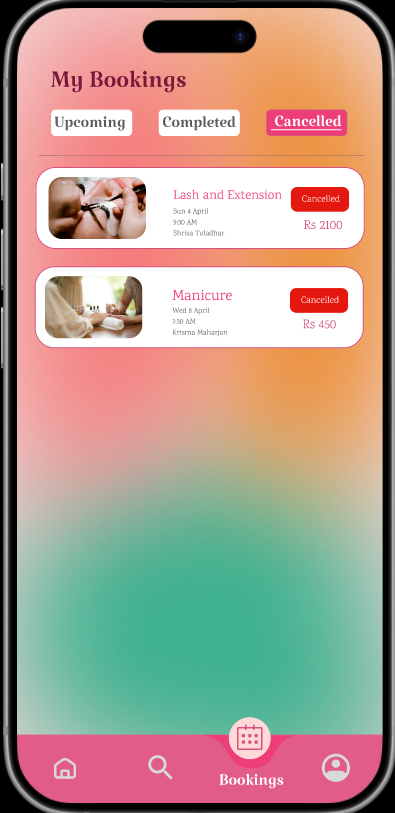 My Bookings
Upcoming Completed Cancelled
Lash and Extension
Cancelled
Sun 4 April
9:30 AM
Shrisa Tuladhar
Rs 2100
Manicure
Cancelled
Wed 8 April
7:30 AM
Krisma Maharjan
Rs 450
Bookings